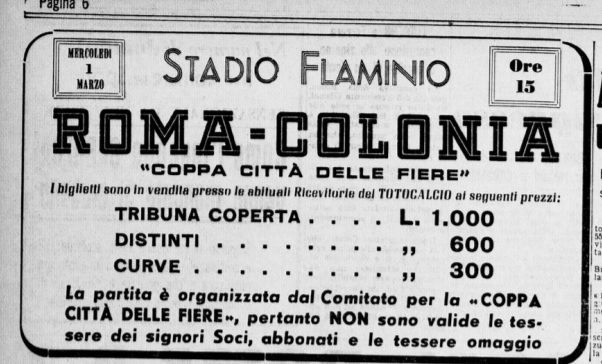 Pagina 6
MERCOLEDI
1
MARZO
STADIO FLAMINIO
Ore
15
ROMA=COLONIA
"COPPA CITTÀ DELLE FIERE"
I biglietti sono in vendita presso le abituali Ricevitorie del TOTOCALCIO ai seguenti prezzi:
TRIBUNA COPERTA . . . . L. 1.000
DISTINTI . . . . . . . . ,, 600
CURVE . . . . . . . . ,, 300
La partita è organizzata dal Comitato per la «COPPA
CITTÀ DELLE FIERE», pertanto NON sono valide le tes-
sere dei signori Soci, abbonati e le tessere omaggio